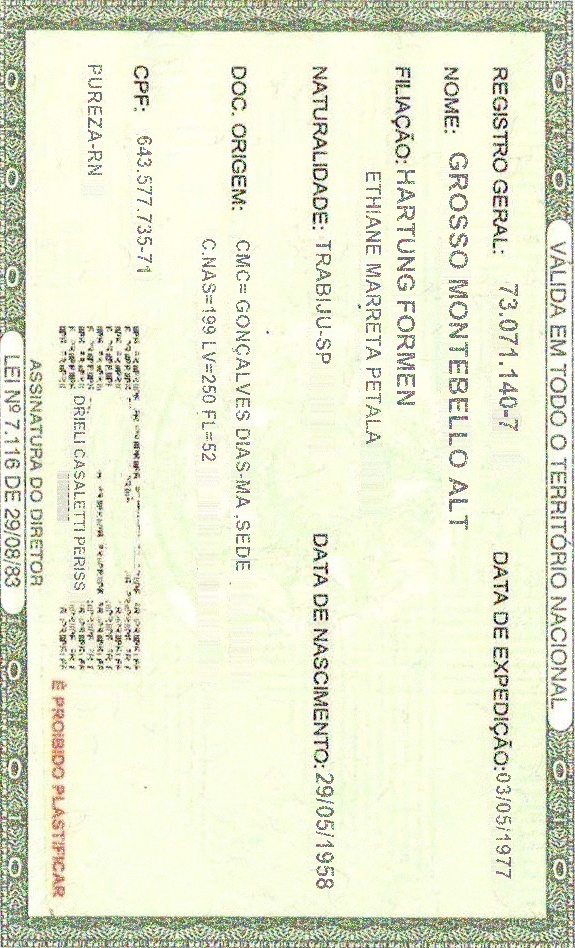 VÁLIDA EM TODO O TERRITÓRIO NACIONAL
REGISTRO GERAL: 73.071.140-7 DATA DE EXPEDIÇÃO: 03/05/1977
NOME: GROSSO MONTEBELLO ALT
FILIAÇÃO: HARTUNG FORMEN
ETHIANE MARRETA PETALA
NATURALIDADE: TRABIJU-SP DATA DE NASCIMENTO: 29/05/1958
DOC. ORIGEM: CMC= GONÇALVES DIAS-MA .SEDE
C.NAS=199 LV=250 FL=52
CPF: 643.577.735-71
PUREZA-RN
DRIELI CASALETTI PERISS
ASSINATURA DO DIRETOR
É PROIBIDO PLASTIFICAR
LEI Nº 7.116 DE 29/08/83